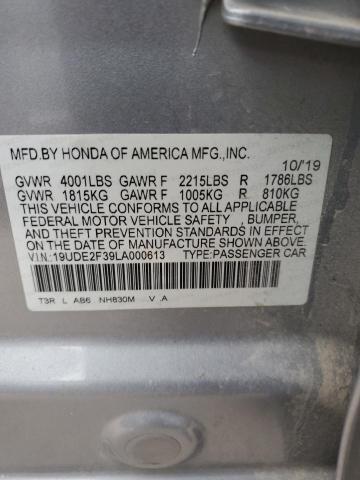 MFD.BY HONDA OF AMERICA MFG.,INC.
10/'19
GVWR 4001LBS GAWR F 2215LBS R 1786LBS
GVWR 1815KG GAWR F 1005KG R 810KG
THIS VEHICLE CONFORMS TO ALL APPLICABLE
FEDERAL MOTOR VEHICLE SAFETY , BUMPER,
AND THEFT PREVENTION STANDARDS IN EFFECT
ON THE DATE OF MANUFACTURE SHOWN ABOVE.
V.I.N.:19UDE2F39LA000613 TYPE:PASSENGER CAR
T3R L AB6 NH830M V .A